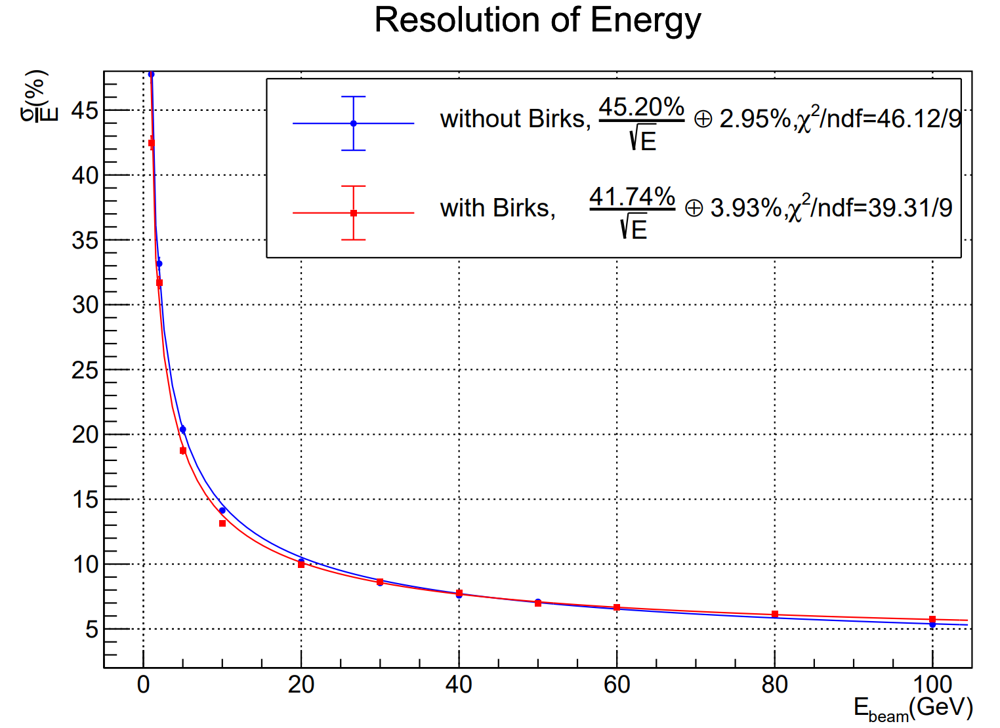 Resolution of Energy
σ/E(%)
45
40
35
30
25
20
15
10
5
without Birks, 45.20%/√E ⊕ 2.95%,χ²/ndf=46.12/9
with Birks, 41.74%/√E ⊕ 3.93%,χ²/ndf=39.31/9
0 20 40 60 80 100
E_beam(GeV)